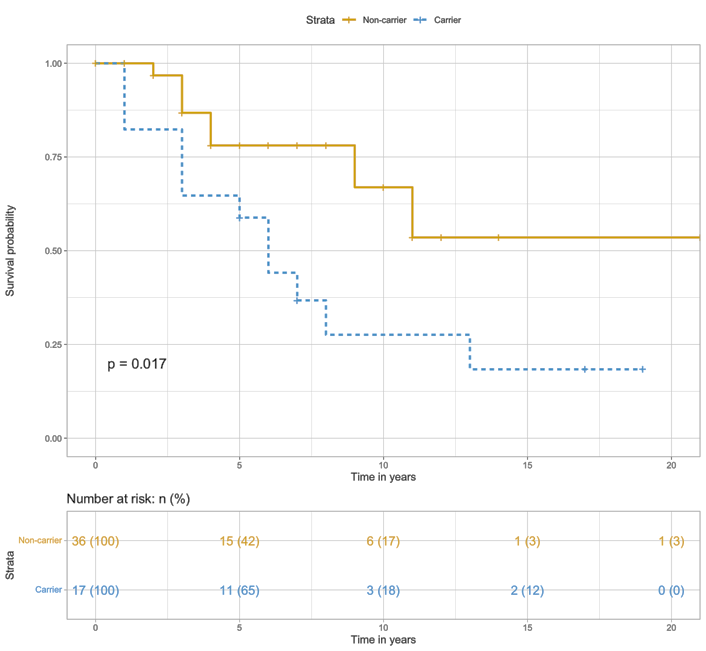 Strata Non-carrier Carrier
1.00
0.75
0.50
0.25
0.00
Survival probability
p = 0.017
0 5 10 15 20
Time in years
Number at risk: n (%)
Strata
Non-carrier 36 (100) 15 (42) 6 (17) 1 (3) 1 (3)
Carrier 17 (100) 11 (65) 3 (18) 2 (12) 0 (0)
0 5 10 15 20
Time in years